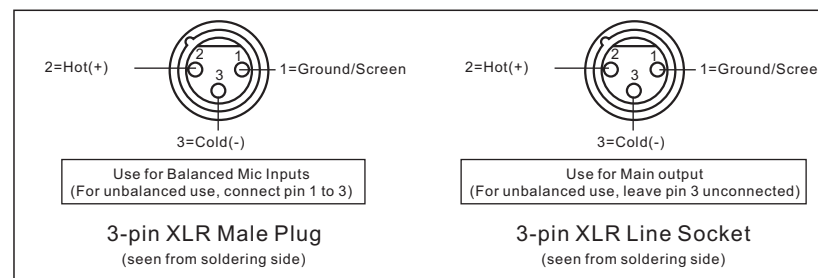 2 1
3
2=Hot(+)
1=Ground/Screen
3=Cold(-)
Use for Balanced Mic Inputs
(For unbalanced use, connect pin 1 to 3)
3-pin XLR Male Plug
(seen from soldering side)
2 1
3
2=Hot(+)
1=Ground/Scree
3=Cold(-)
Use for Main output
(For unbalanced use, leave pin 3 unconnected)
3-pin XLR Line Socket
(seen from soldering side)